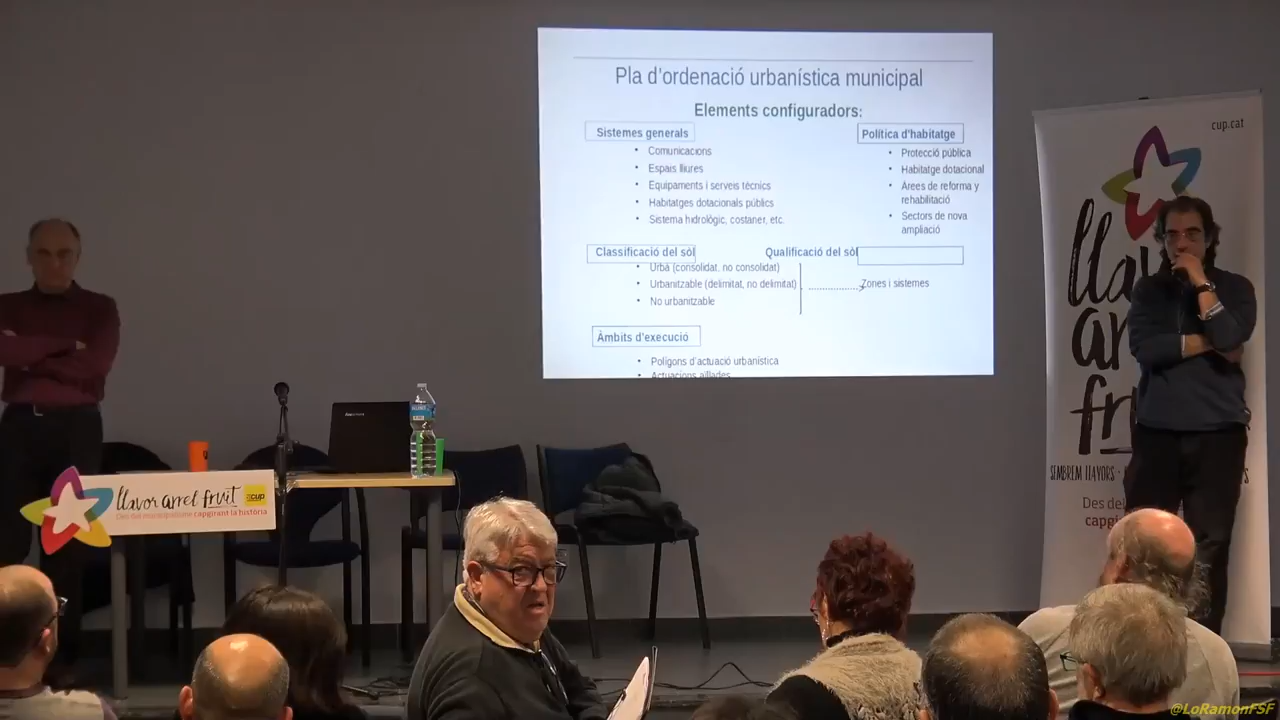 Pla d'ordenació urbanística municipal
Elements configuradors:
Sistemes generals
• Comunicacions
• Espais lliures
• Equipaments i serveis tècnics
• Habitatges dotacionals públics
• Sistema hidrològic, costaner, etc.
Política d'habitatge
• Protecció pública
• Habitatge dotacional
• Àrees de reforma y
rehabilitació
• Sectors de nova
ampliació
Classificació del sòl
• Urbà (consolidat, no consolidat)
• Urbanitzable (delimitat, no delimitat)
• No urbanitzable
Qualificació del sòl
Zones i sistemes
Àmbits d'execució
• Polígons d'actuació urbanística
• Actuacions aïllades
cup.cat
llavor
arrel
fruit
SEMBREM LLAVORS
Des del
capgi
llavor arrel fruit
cup
Des del municipalisme capgirant la història
@LoRamonFSF